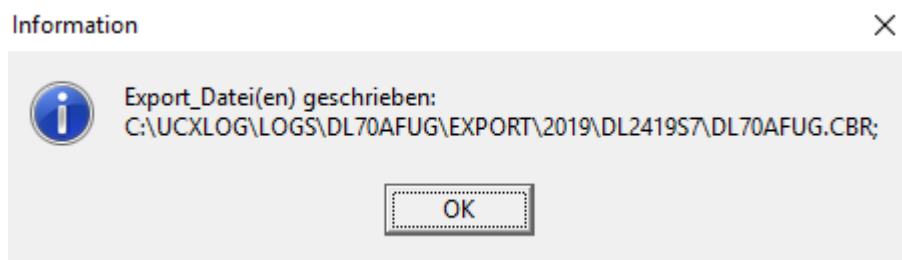 Information
Export_Datei(en) geschrieben:
C:\UCXLOG\LOGS\DL70AFUG\EXPORT\2019\DL2419S7\DL70AFUG.CBR;
OK